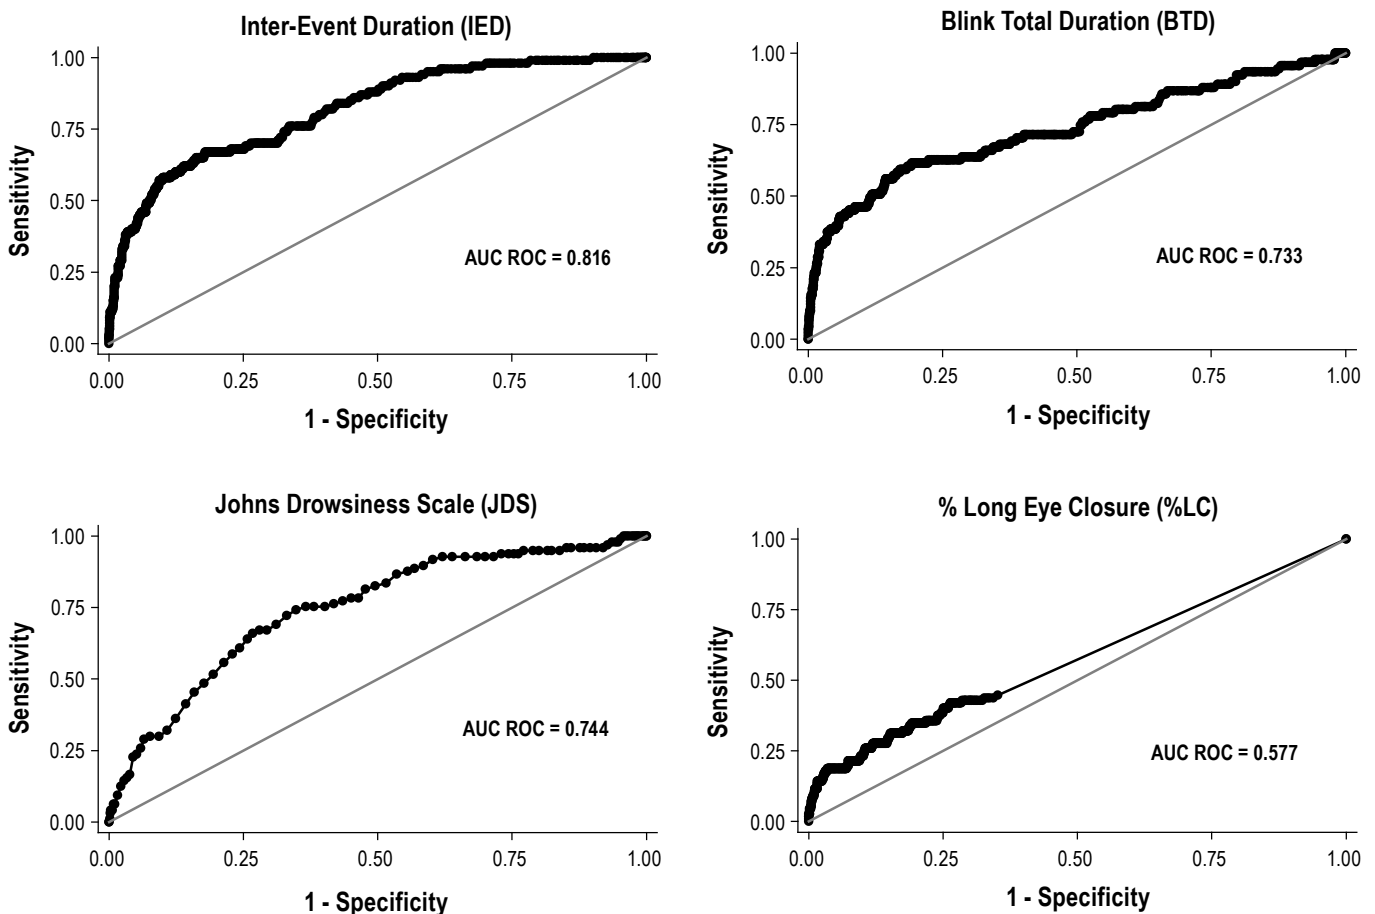 Inter-Event Duration (IED)
1.00
0.75
0.50
0.25
0.00
Sensitivity
AUC ROC = 0.816
0.00 0.25 0.50 0.75 1.00
1 - Specificity
Blink Total Duration (BTD)
1.00
0.75
0.50
0.25
0.00
Sensitivity
AUC ROC = 0.733
0.00 0.25 0.50 0.75 1.00
1 - Specificity
Johns Drowsiness Scale (JDS)
1.00
0.75
0.50
0.25
0.00
Sensitivity
AUC ROC = 0.744
0.00 0.25 0.50 0.75 1.00
1 - Specificity
% Long Eye Closure (%LC)
1.00
0.75
0.50
0.25
0.00
Sensitivity
AUC ROC = 0.577
0.00 0.25 0.50 0.75 1.00
1 - Specificity